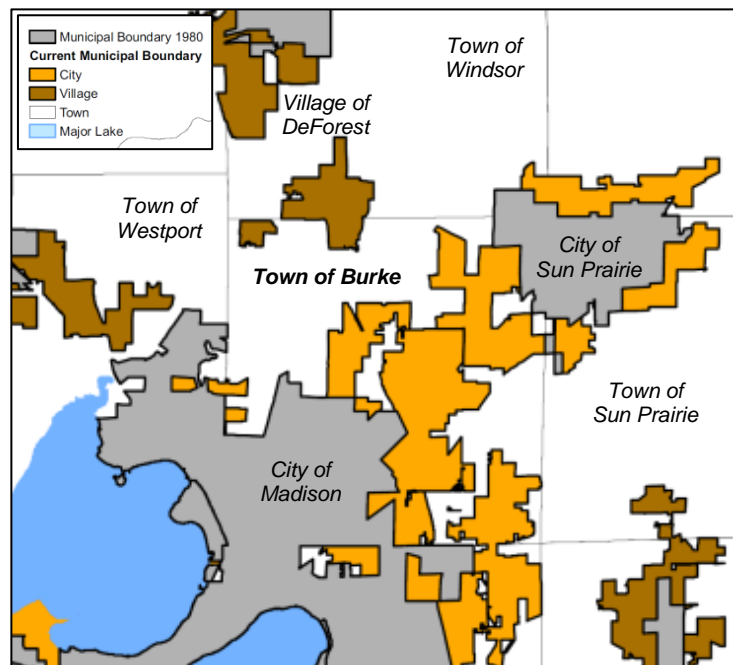 Municipal Boundary 1980
Current Municipal Boundary
City
Village
Town
Major Lake
Town of
Windsor
Village of
DeForest
Town of
Westport
City of
Sun Prairie
Town of Burke
Town of
Sun Prairie
City of
Madison